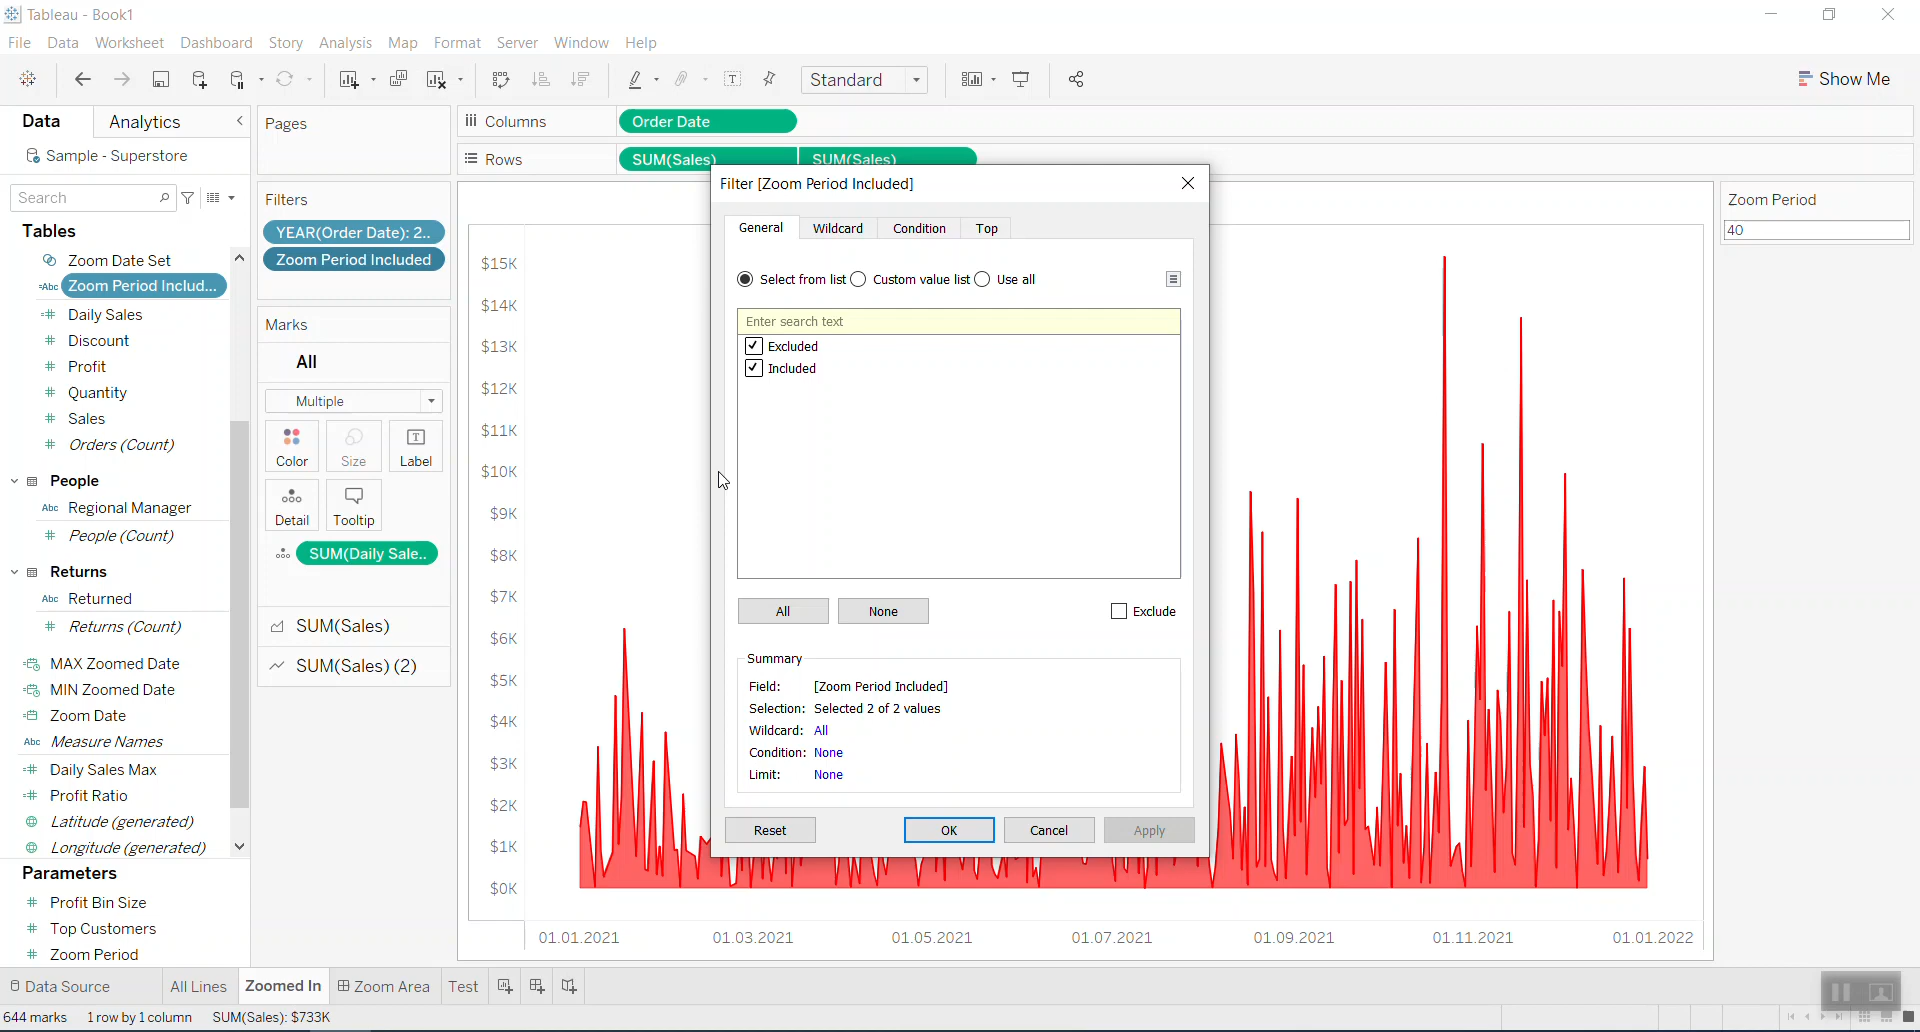 Tableau - Book1
File Data Worksheet Dashboard Story Analysis Map Format Server Window Help
Standard
Show Me
Data Analytics
Sample - Superstore
Search
Tables
Zoom Date Set
Abc Zoom Period Includ...
Daily Sales
Discount
Profit
Quantity
Sales
Orders (Count)
People
Abc Regional Manager
People (Count)
Returns
Abc Returned
Returns (Count)
MAX Zoomed Date
MIN Zoomed Date
Zoom Date
Abc Measure Names
Daily Sales Max
Profit Ratio
Latitude (generated)
Longitude (generated)
Parameters
Profit Bin Size
Top Customers
Zoom Period
Pages
Filters
YEAR(Order Date): 2..
Zoom Period Included
Marks
All
Multiple
Color Size Label
Detail Tooltip
SUM(Daily Sale..
SUM(Sales)
SUM(Sales) (2)
Columns Order Date
Rows SUM(Sales) SUM(Sales)
$15K
$14K
$13K
$12K
$11K
$10K
$9K
$8K
$7K
$6K
$5K
$4K
$3K
$2K
$1K
$0K
01.01.2021 01.03.2021 01.05.2021 01.07.2021 01.09.2021 01.11.2021 01.01.2022
Filter [Zoom Period Included]
General Wildcard Condition Top
Select from list Custom value list Use all
Enter search text
Excluded
Included
All None Exclude
Summary
Field: [Zoom Period Included]
Selection: Selected 2 of 2 values
Wildcard: All
Condition: None
Limit: None
Reset OK Cancel Apply
Zoom Period
40
Data Source All Lines Zoomed In Zoom Area Test
644 marks 1 row by 1 column SUM(Sales): $733K